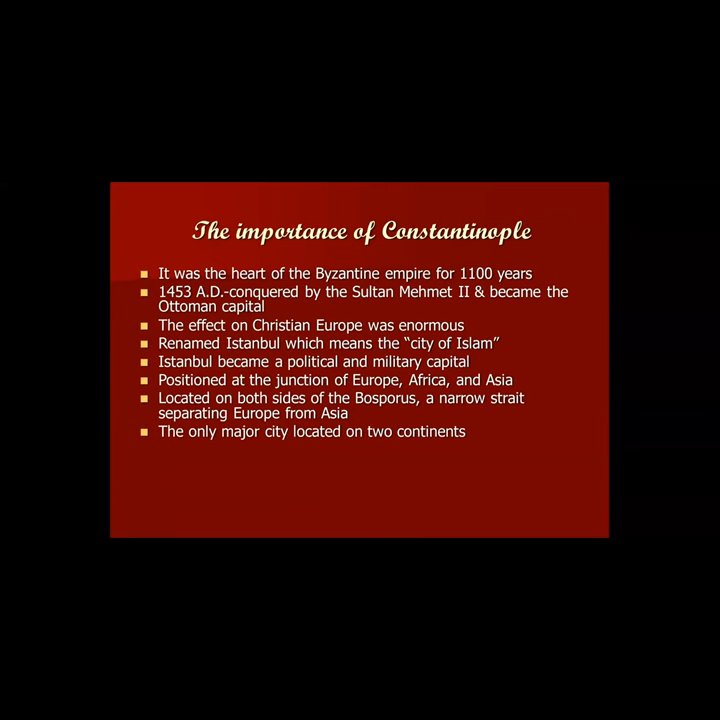 The importance of Constantinople
It was the heart of the Byzantine empire for 1100 years
1453 A.D.-conquered by the Sultan Mehmet II & became the
Ottoman capital
The effect on Christian Europe was enormous
Renamed Istanbul which means the “city of Islam”
Istanbul became a political and military capital
Positioned at the junction of Europe, Africa, and Asia
Located on both sides of the Bosporus, a narrow strait
separating Europe from Asia
The only major city located on two continents